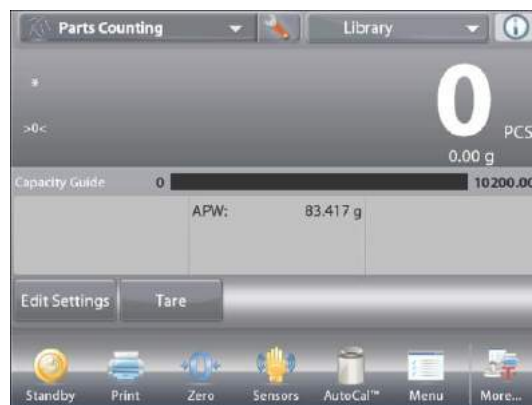 Parts Counting
Library
*
>0<
0
PCS
0.00 g
Capacity Guide 0 10200.00
APW: 83.417 g
Edit Settings Tare
Standby Print Zero Sensors AutoCal™ Menu More...